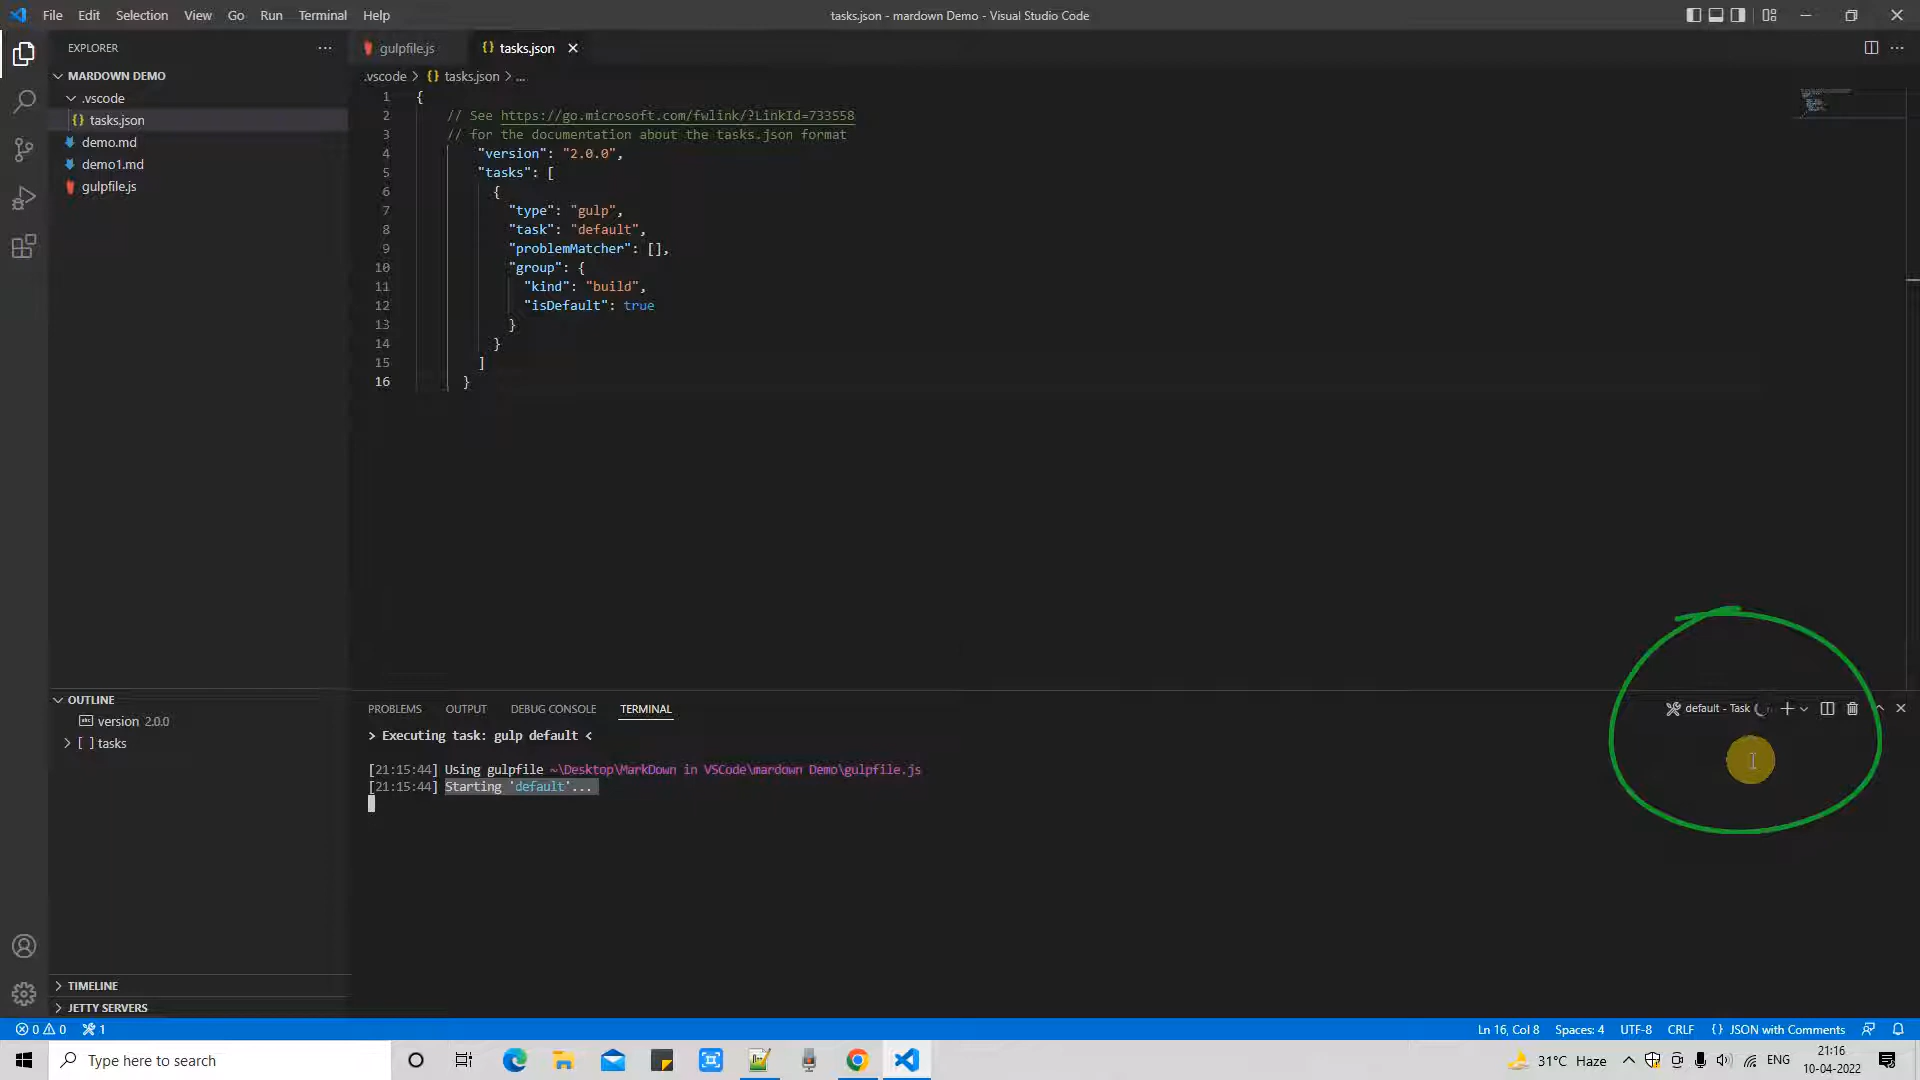 File Edit Selection View Go Run Terminal Help
tasks.json - mardown Demo - Visual Studio Code
EXPLORER
MARDOWN DEMO
.vscode
{} tasks.json
demo.md
demo1.md
gulpfile.js
gulpfile.js
{} tasks.json
.vscode > {} tasks.json > ...
1 {
2 // See https://go.microsoft.com/fwlink/?LinkId=733558
3 // for the documentation about the tasks.json format
4 "version": "2.0.0",
5 "tasks": [
6 {
7 "type": "gulp",
8 "task": "default",
9 "problemMatcher": [],
10 "group": {
11 "kind": "build",
12 "isDefault": true
13 }
14 }
15 ]
16 }
OUTLINE
version 2.0.0
[ ] tasks
TIMELINE
JETTY SERVERS
PROBLEMS OUTPUT DEBUG CONSOLE TERMINAL
default - Task
> Executing task: gulp default <
[21:15:44] Using gulpfile ~\Desktop\MarkDown in VSCode\mardown Demo\gulpfile.js
[21:15:44] Starting 'default'...
0 0 1
Ln 16, Col 8 Spaces: 4 UTF-8 CRLF {} JSON with Comments
Type here to search
31°C Haze
ENG
21:16
10-04-2022